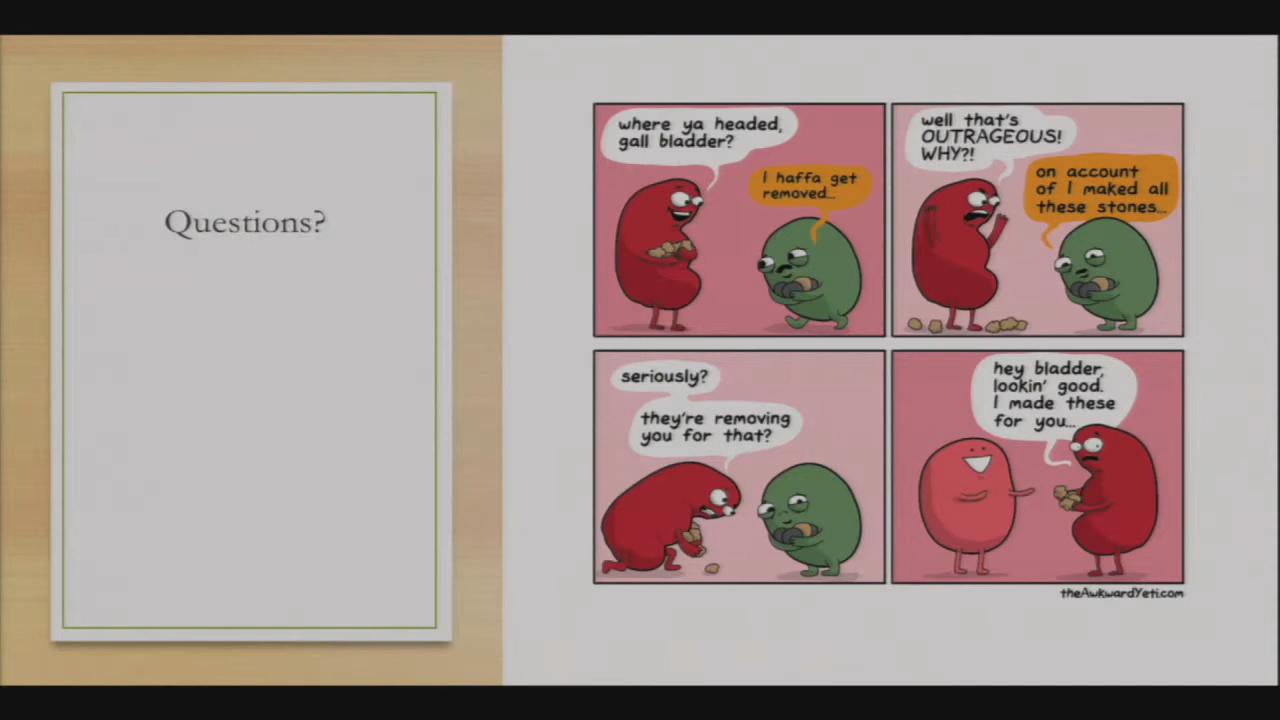 Questions?
where ya headed,
gall bladder?
I haffa get
removed...
well that's
OUTRAGEOUS!
WHY?!
on account
of I maked all
these stones...
seriously?
they're removing
you for that?
hey bladder,
lookin' good.
I made these
for you...
theAwkwardYeti.com